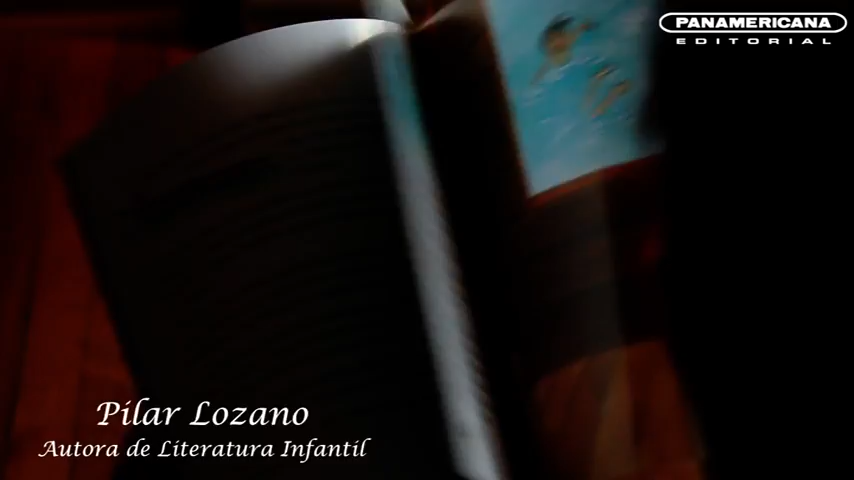 PANAMERICANA
EDITORIAL
Pilar Lozano
Autora de Literatura Infantil